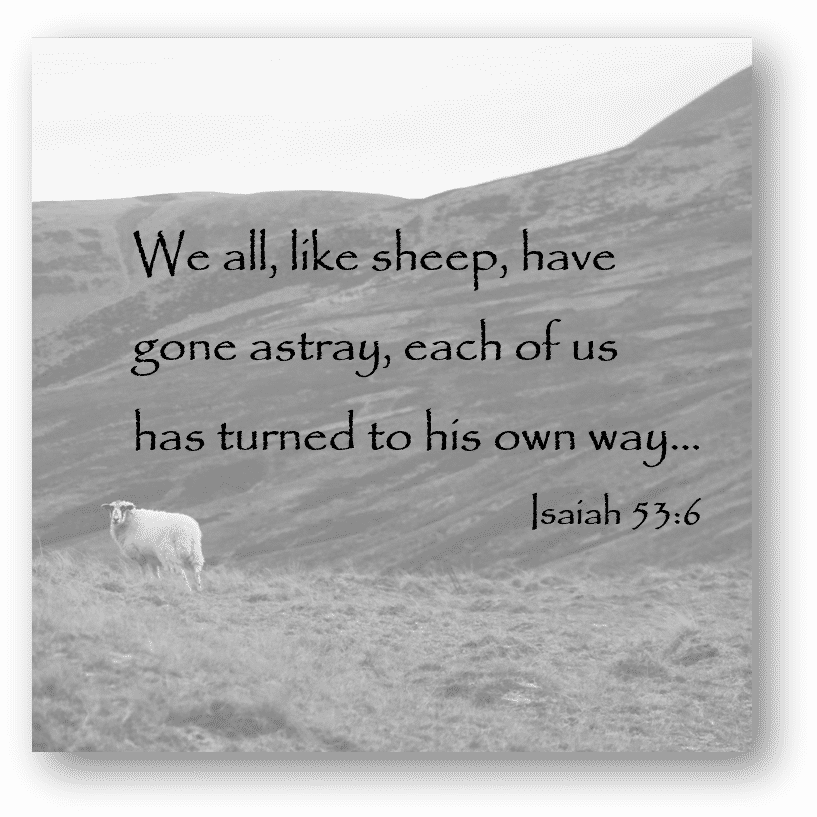 We all, like sheep, have
gone astray, each of us
has turned to his own way...
Isaiah 53:6